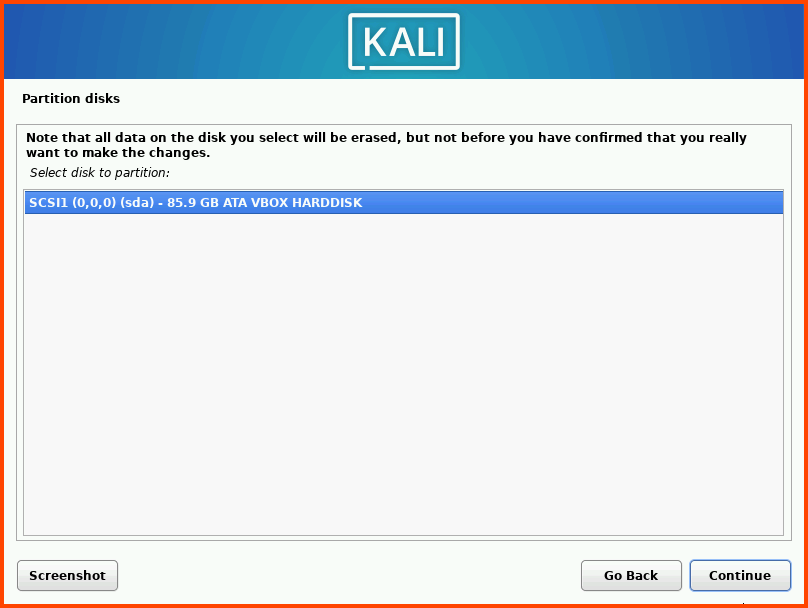 KALI
Partition disks
Note that all data on the disk you select will be erased, but not before you have confirmed that you really
want to make the changes.
Select disk to partition:
SCSI1 (0,0,0) (sda) - 85.9 GB ATA VBOX HARDDISK
Screenshot
Go Back
Continue